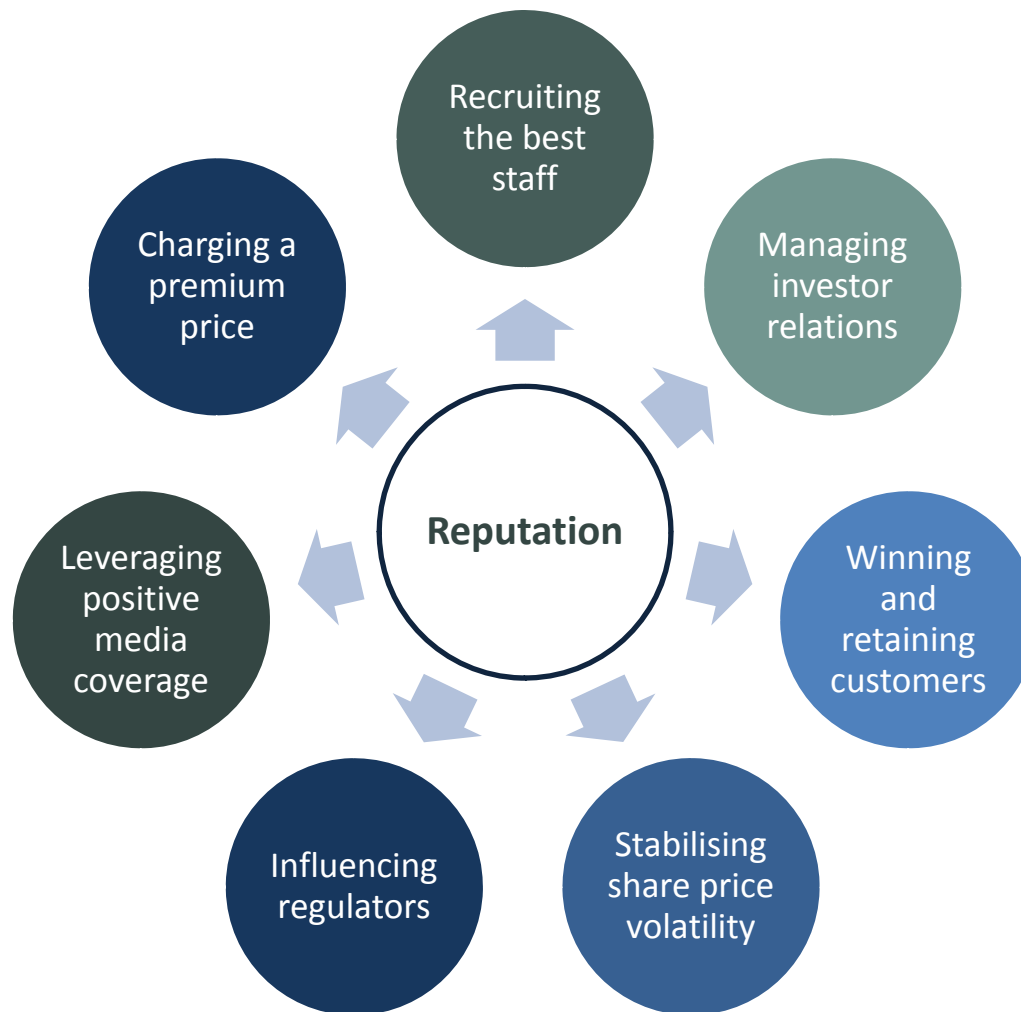 Recruiting
the best
staff
Managing
investor
relations
Winning
and
retaining
customers
Stabilising
share price
volatility
Influencing
regulators
Leveraging
positive
media
coverage
Charging a
premium
price
Reputation